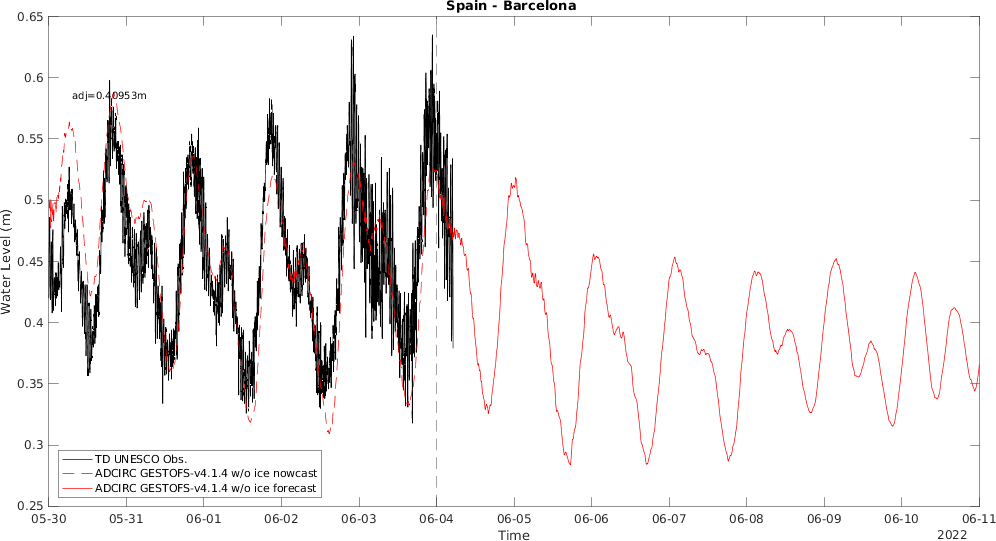 Spain - Barcelona
0.65
0.6
adj=0.40953m
0.55
0.5
0.45
0.4
0.35
0.3
0.25
Water Level (m)
TD UNESCO Obs.
ADCIRC GESTOFS-v4.1.4 w/o ice nowcast
ADCIRC GESTOFS-v4.1.4 w/o ice forecast
05-30 05-31 06-01 06-02 06-03 06-04 06-05 06-06 06-07 06-08 06-09 06-10 06-11
Time
2022